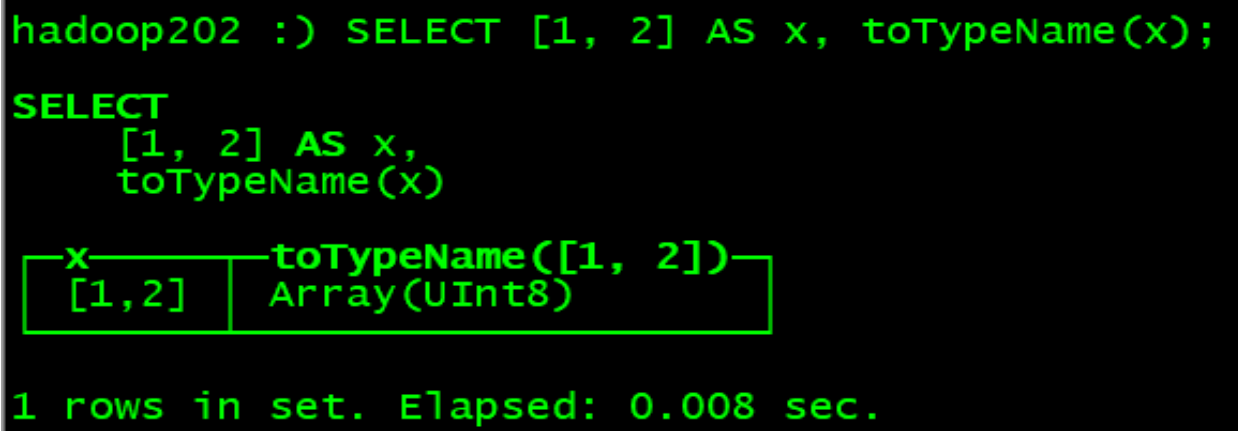 hadoop202 :) SELECT [1, 2] AS x, toTypeName(x);
SELECT
[1, 2] AS x,
toTypeName(x)
x toTypeName([1, 2])
[1,2] Array(UInt8)
1 rows in set. Elapsed: 0.008 sec.